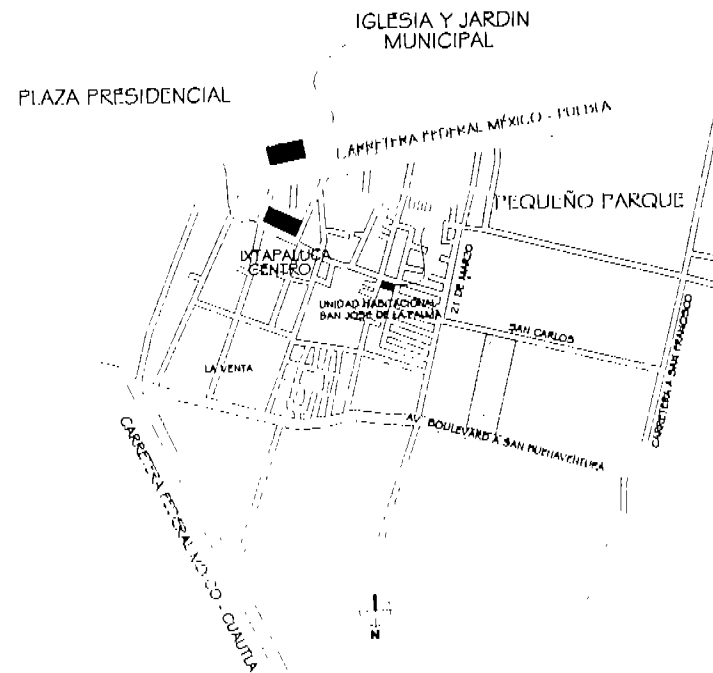 IGLESIA Y JARDIN
MUNICIPAL
PLAZA PRESIDENCIAL
CARRETERA FEDERAL MÉXICO - PUEBLA
PEQUEÑO PARQUE
IXTAPALUCA
CENTRO
21 DE MARZO
UNIDAD HABITACIONAL
SAN JOSE DE LA PALMA
SAN CARLOS
CARRETERA A SAN FRANCISCO
LA VENTA
AV. BOULEVARD A SAN BUENAVENTURA
CARRETERA FEDERAL MEXICO - CUAUTLA
N